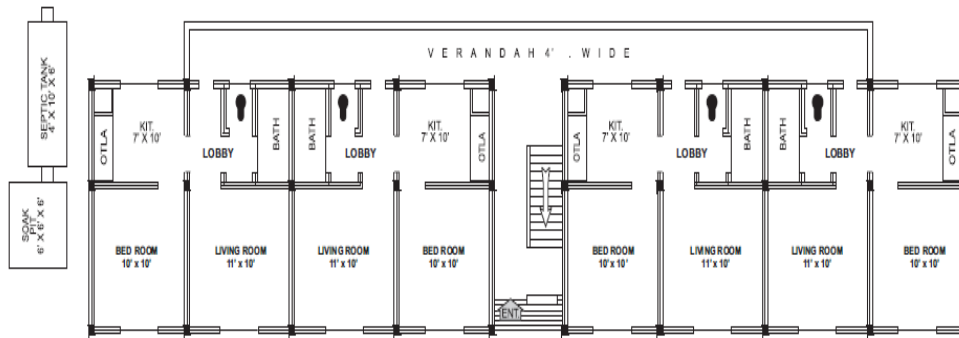 VERANDAH 4' . WIDE
SEPTIC TANK
4' X 10' X 6'
SOAK
PIT
6' X 6' X 6'
OTLA
KIT.
7' X 10'
LOBBY
BATH
BATH
LOBBY
KIT.
7' X 10'
OTLA
OTLA
KIT.
7' X 10'
LOBBY
BATH
BATH
LOBBY
KIT.
7' X 10'
OTLA
BED ROOM
10' x 10'
LIVING ROOM
11' x 10'
LIVING ROOM
11' x 10'
BED ROOM
10' x 10'
BED ROOM
10' x 10'
LIVING ROOM
11' x 10'
LIVING ROOM
11' x 10'
BED ROOM
10' x 10'
ENT